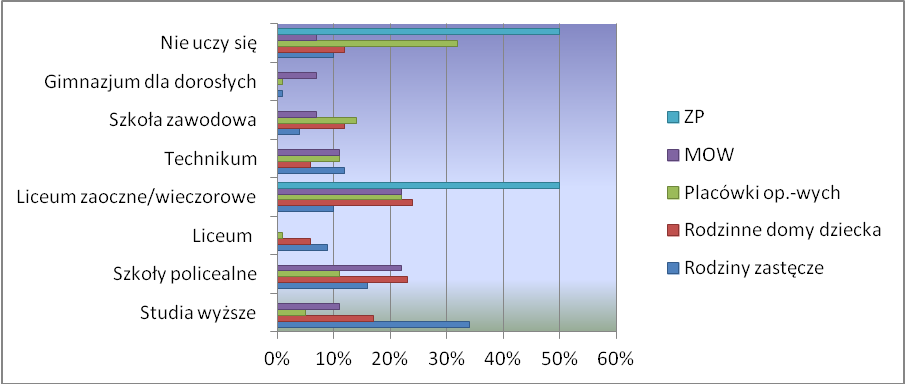 Nie uczy się
Gimnazjum dla dorosłych
Szkoła zawodowa
Technikum
Liceum zaoczne/wieczorowe
Liceum
Szkoły policealne
Studia wyższe
0% 10% 20% 30% 40% 50% 60%
ZP
MOW
Placówki op.-wych
Rodzinne domy dziecka
Rodziny zastęcze